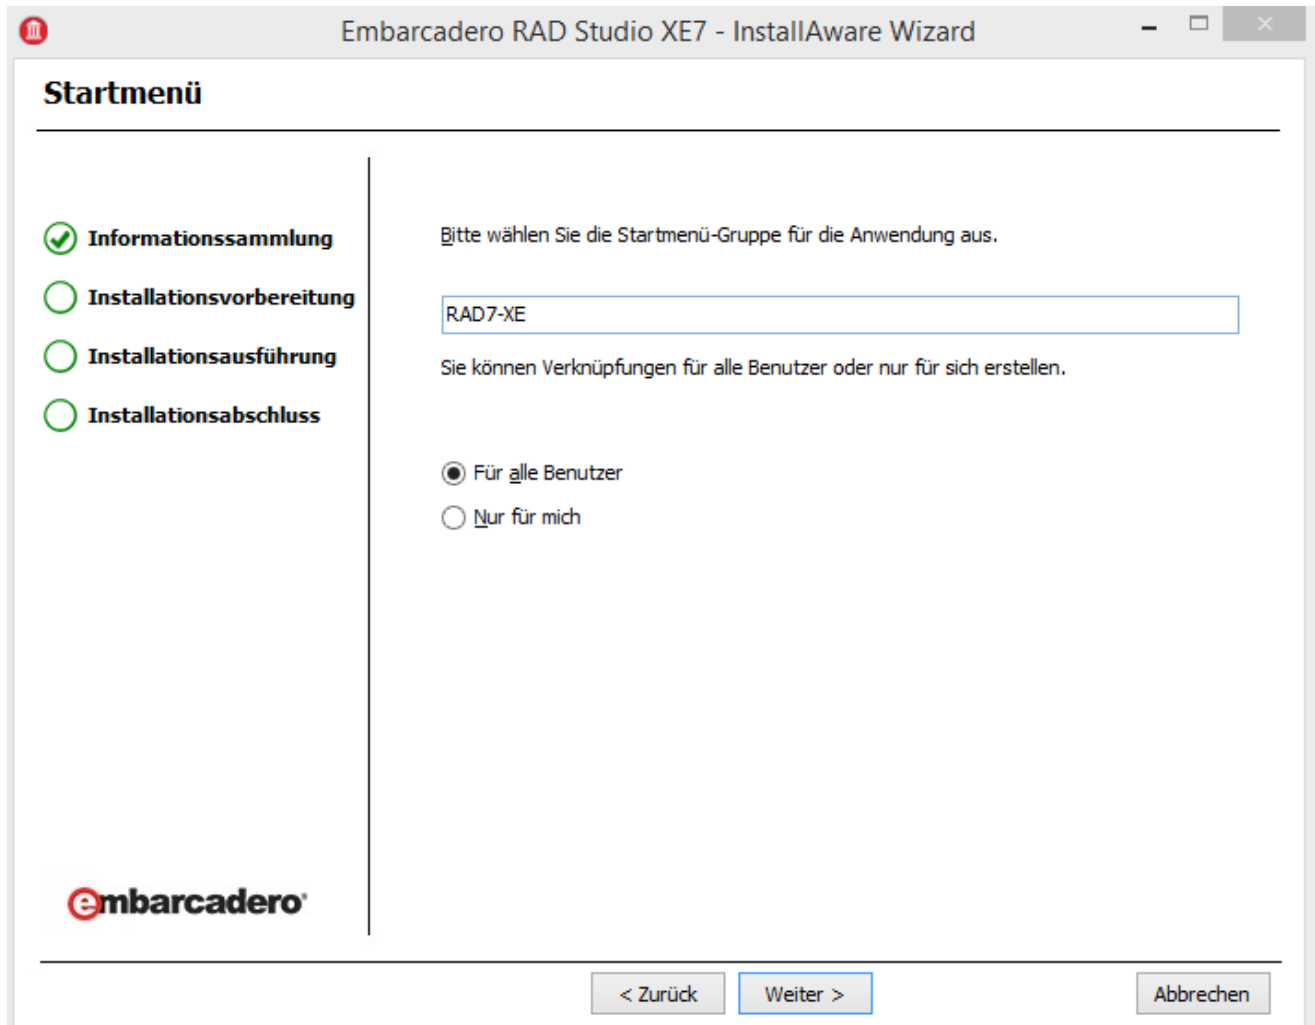 Embarcadero RAD Studio XE7 - InstallAware Wizard
Startmenü
Informationssammlung
Installationsvorbereitung
Installationsausführung
Installationsabschluss
Bitte wählen Sie die Startmenü-Gruppe für die Anwendung aus.
RAD7-XE
Sie können Verknüpfungen für alle Benutzer oder nur für sich erstellen.
Für alle Benutzer
Nur für mich
embarcadero
< Zurück
Weiter >
Abbrechen